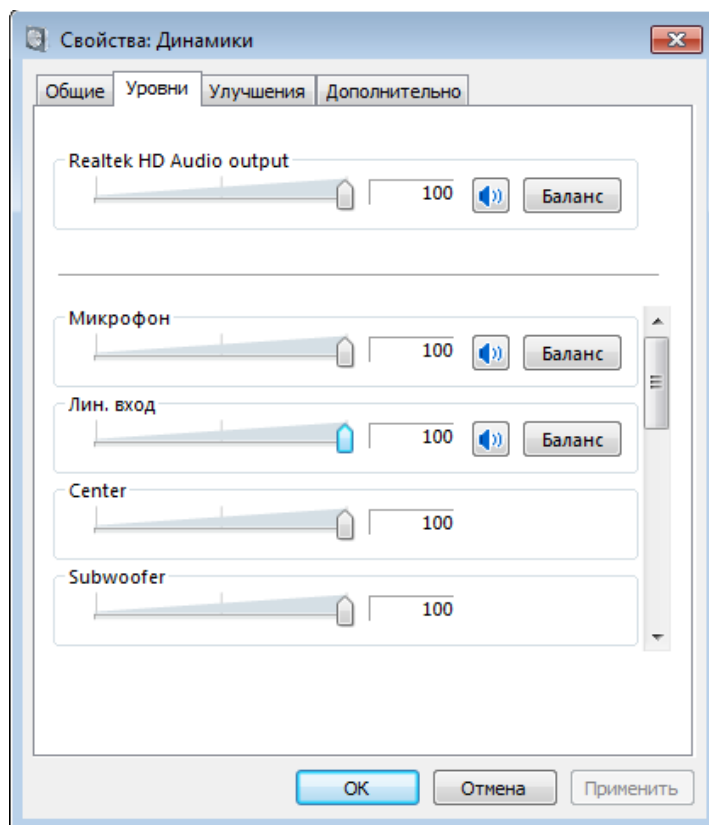 Свойства: Динамики
Общие Уровни Улучшения Дополнительно
Realtek HD Audio output
100 Баланс
Микрофон
100 Баланс
Лин. вход
100 Баланс
Center
100
Subwoofer
100
ОК Отмена Применить